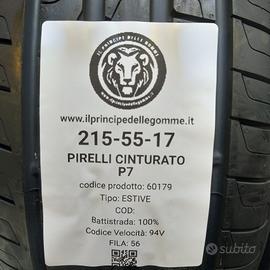 IL PRINCIPE DELLE GOMME
www.ilprincipedellegomme.it
215-55-17
PIRELLI CINTURATO
P7
codice prodotto: 60179
Tipo: ESTIVE
COD:
Battistrada: 100%
Codice Velocità: 94V
FILA: 56
subito